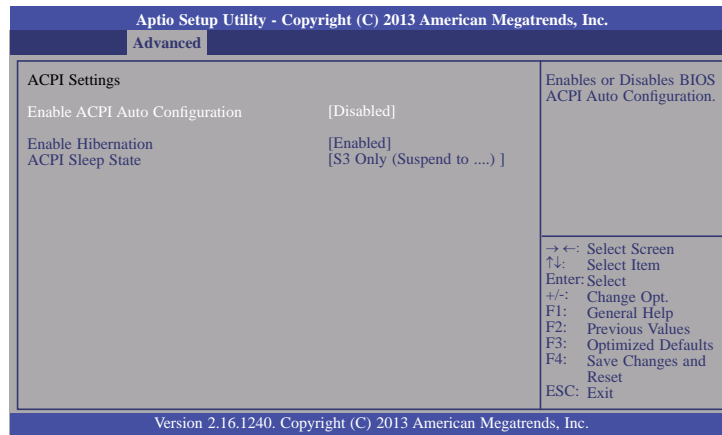 Aptio Setup Utility - Copyright (C) 2013 American Megatrends, Inc.
Advanced
ACPI Settings
Enable ACPI Auto Configuration [Disabled]
Enable Hibernation [Enabled]
ACPI Sleep State [S3 Only (Suspend to ....) ]
Enables or Disables BIOS
ACPI Auto Configuration.
→ ←: Select Screen
↑↓: Select Item
Enter: Select
+/-: Change Opt.
F1: General Help
F2: Previous Values
F3: Optimized Defaults
F4: Save Changes and
Reset
ESC: Exit
Version 2.16.1240. Copyright (C) 2013 American Megatrends, Inc.